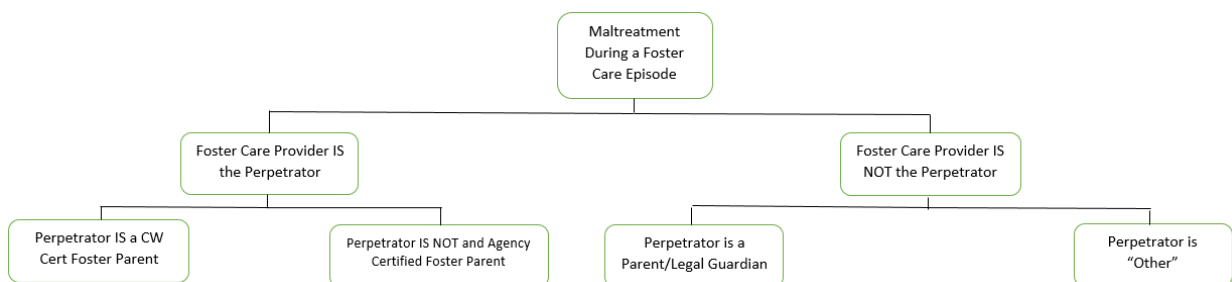 Maltreatment
During a Foster
Care Episode
Foster Care Provider IS
the Perpetrator
Foster Care Provider IS
NOT the Perpetrator
Perpetrator IS a CW
Cert Foster Parent
Perpetrator IS NOT and Agency
Certified Foster Parent
Perpetrator is a
Parent/Legal Guardian
Perpetrator is
“Other”